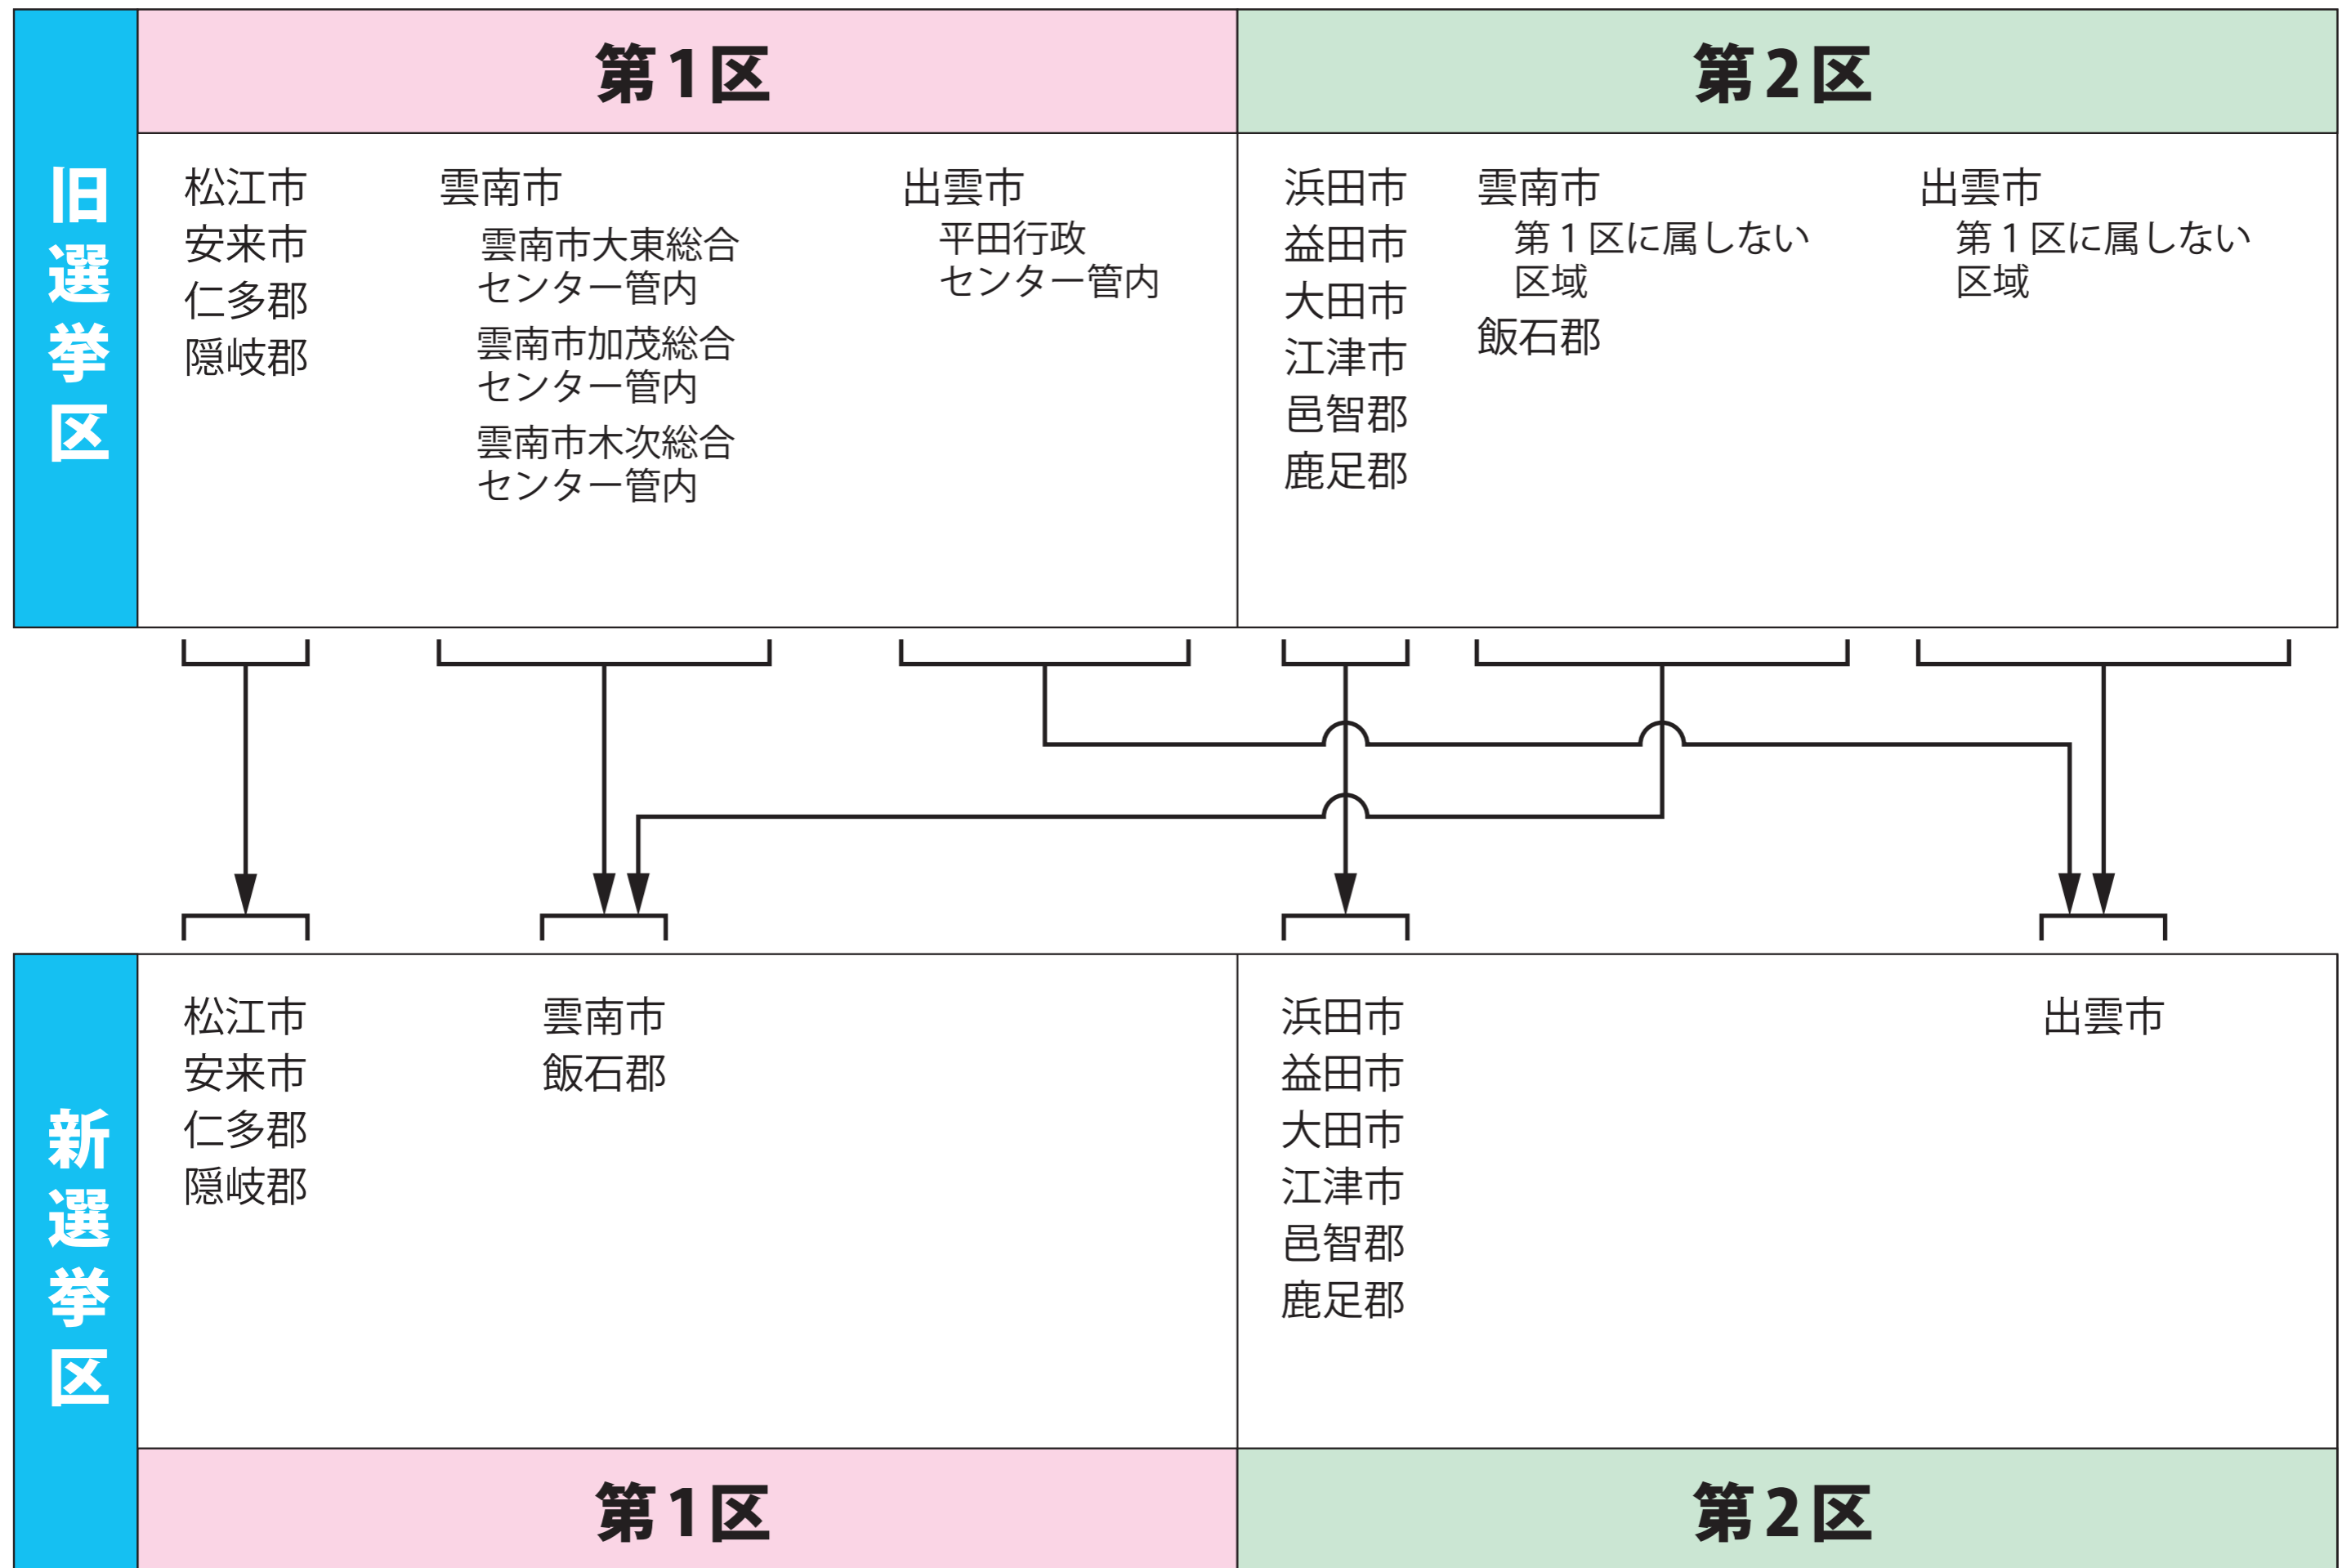 旧選挙区
第1区
第2区
松江市
安来市
仁多郡
隠岐郡
雲南市
雲南市大東総合
センター管内
雲南市加茂総合
センター管内
雲南市木次総合
センター管内
出雲市
平田行政
センター管内
浜田市
益田市
大田市
江津市
邑智郡
鹿足郡
雲南市
第1区に属しない
区域
飯石郡
出雲市
第1区に属しない
区域
新選挙区
松江市
安来市
仁多郡
隠岐郡
雲南市
飯石郡
浜田市
益田市
大田市
江津市
邑智郡
鹿足郡
出雲市
第1区
第2区